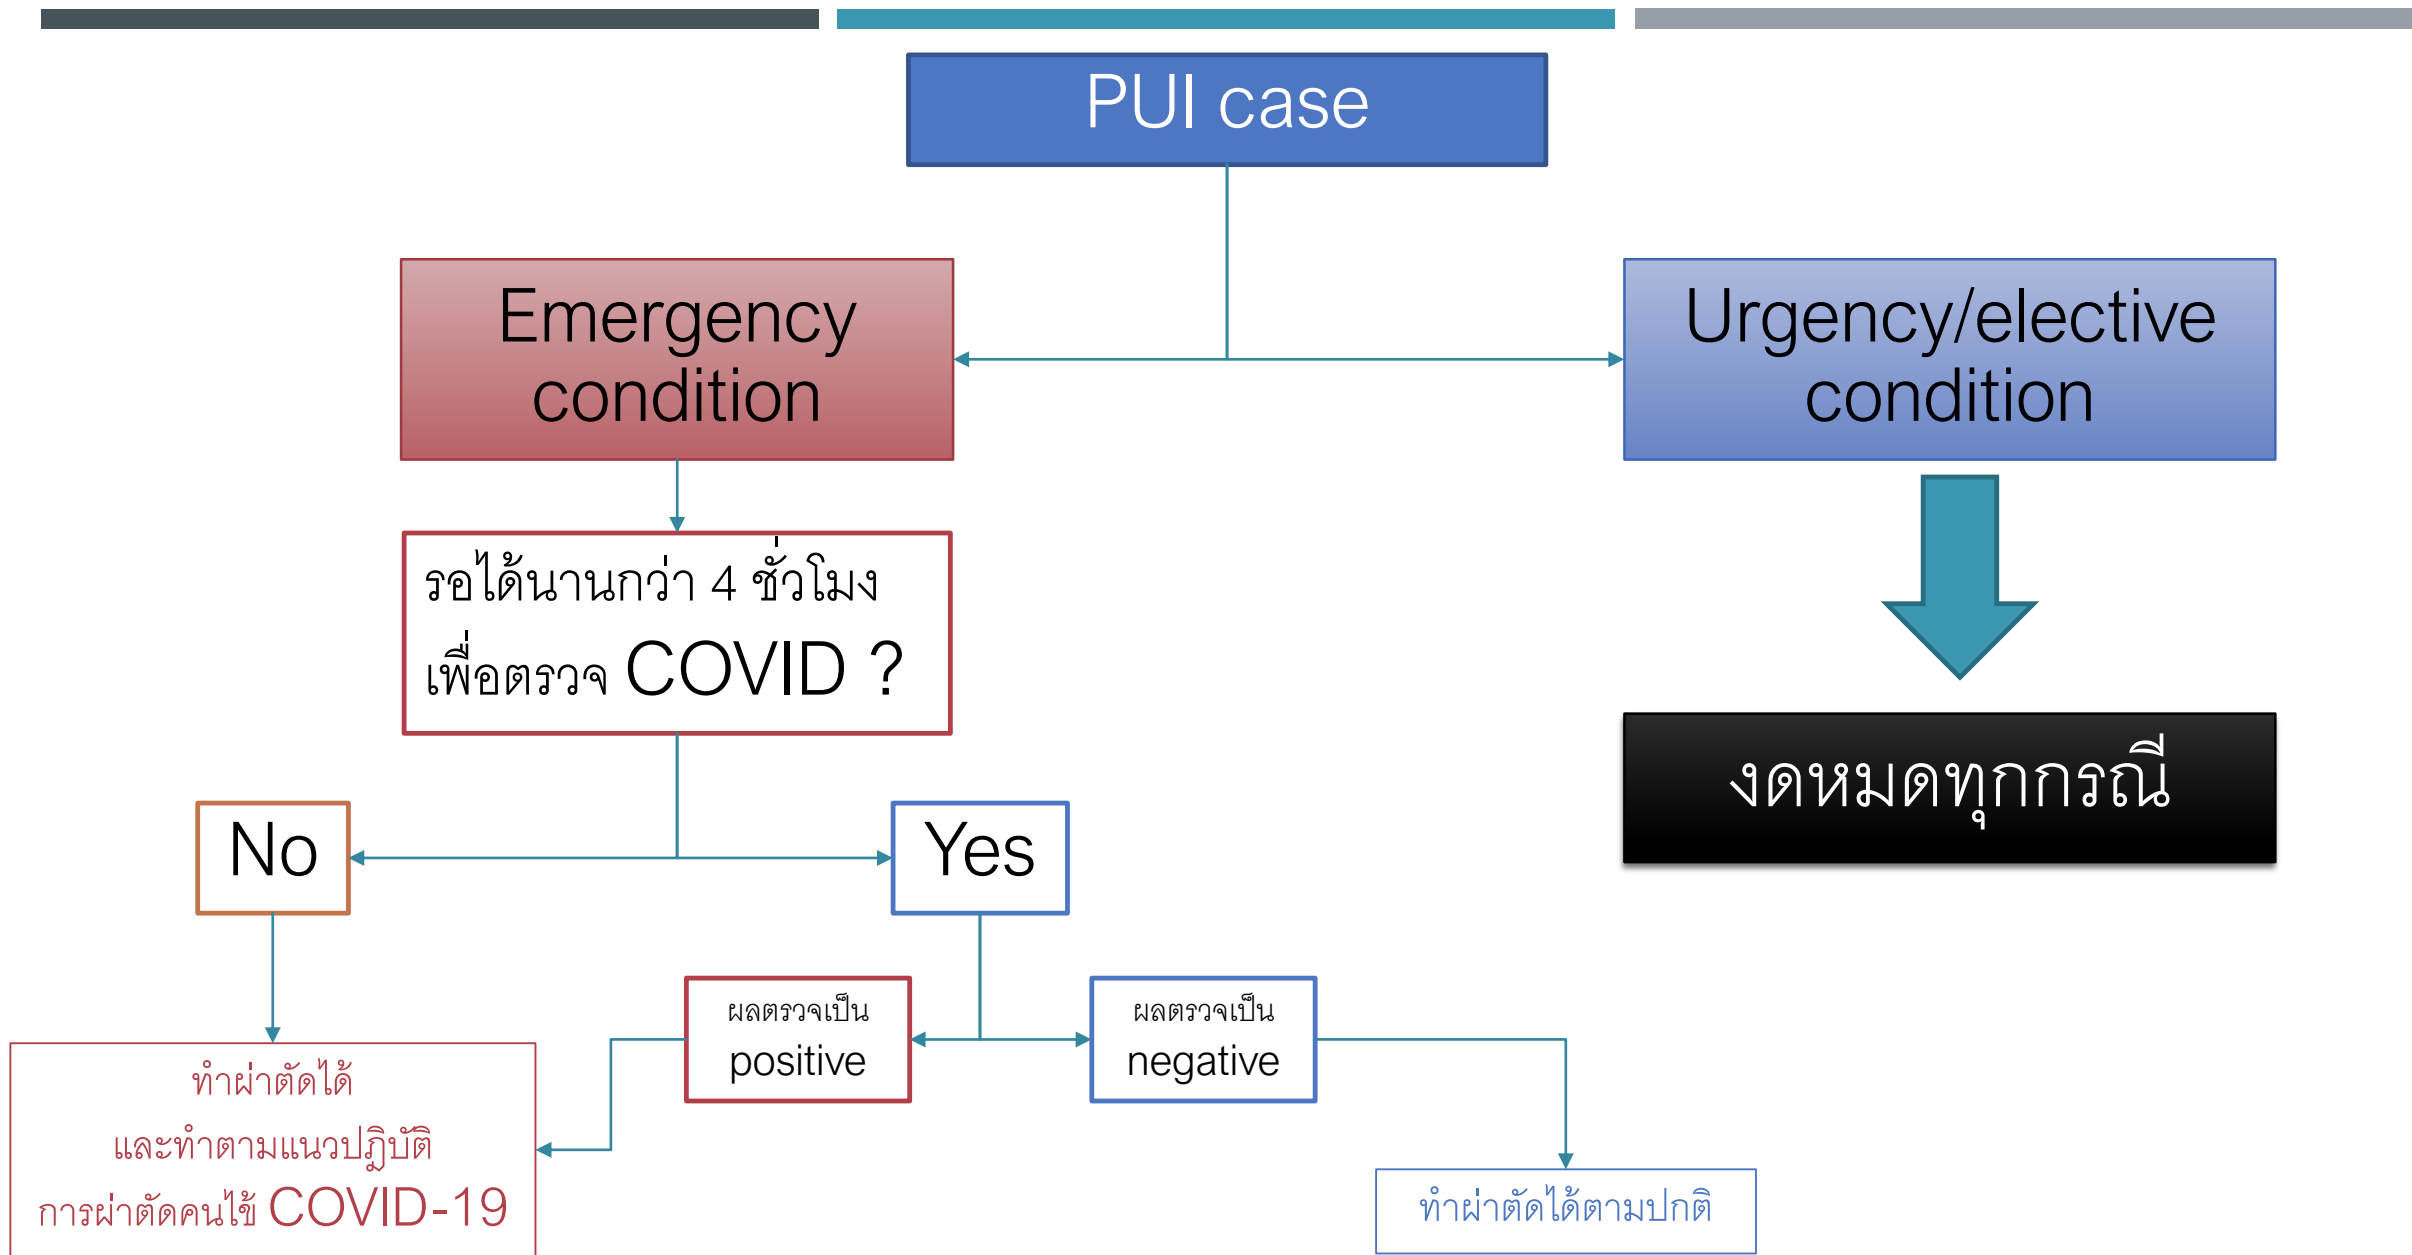 PUI case
Emergency
condition
Urgency/elective
condition
รอได้นานกว่า 4 ชั่วโมง
เพื่อตรวจ COVID ?
งดหมดทุกกรณี
No
Yes
ผลตรวจเป็น
positive
ผลตรวจเป็น
negative
ทำผ่าตัดได้
และทำตามแนวปฏิบัติ
การผ่าตัดคนไข้ COVID-19
ทำผ่าตัดได้ตามปกติ